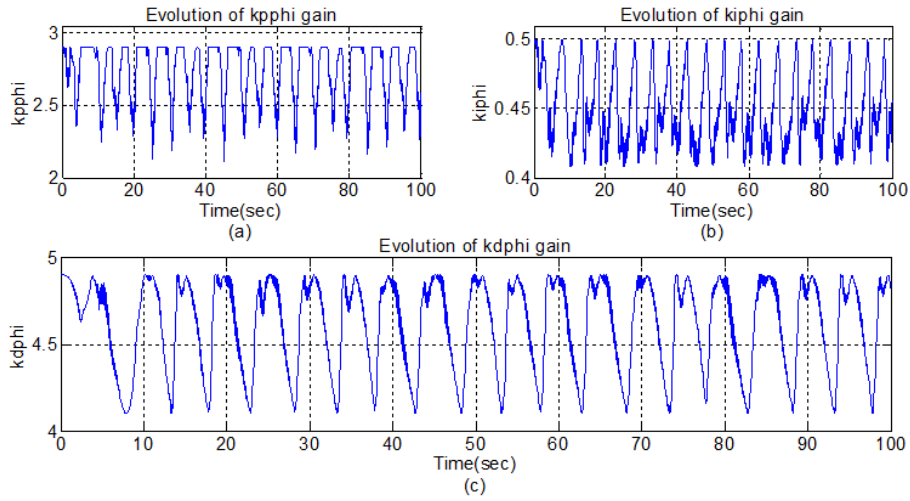 Evolution of kpphi gain
kpphi
3
2.5
2
0 20 40 60 80 100
Time(sec)
(a)
Evolution of kiphi gain
kiphi
0.5
0.45
0.4
0 20 40 60 80 100
Time(sec)
(b)
Evolution of kdphi gain
kdphi
5
4.5
4
0 10 20 30 40 50 60 70 80 90 100
Time(sec)
(c)